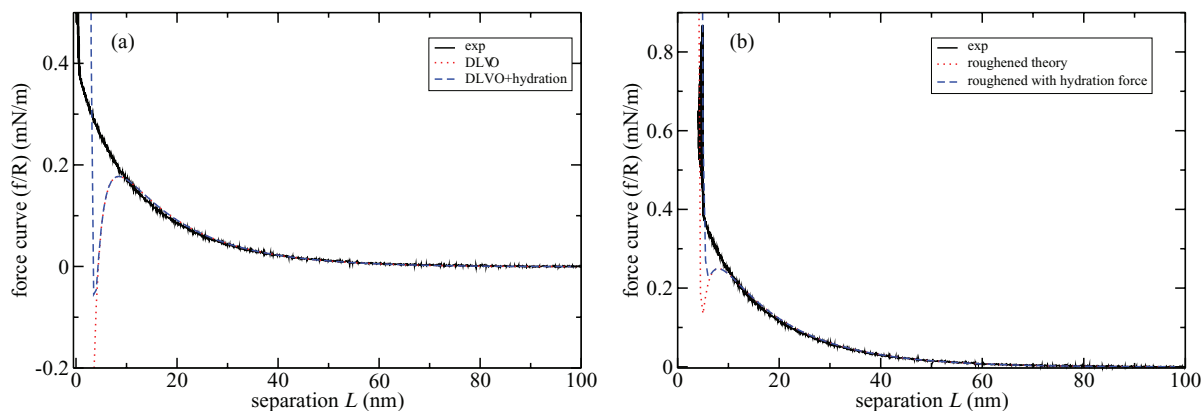 (a)
exp
DLVO
DLVO+hydration
0.4
0.2
0
-0.2
0 20 40 60 80 100
separation L (nm)
force curve (f/R) (mN/m)
(b)
exp
roughened theory
roughened with hydration force
0.8
0.6
0.4
0.2
0
0 20 40 60 80 100
separation L (nm)
force curve (f/R) (mN/m)